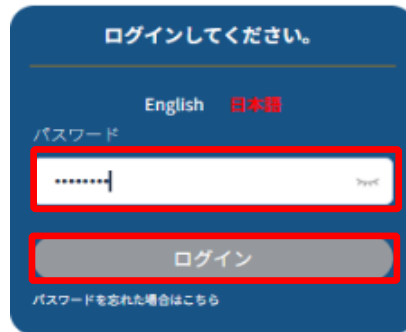 ログインしてください。
English 日本語
パスワード
••••••••
ログイン
パスワードを忘れた場合はこちら